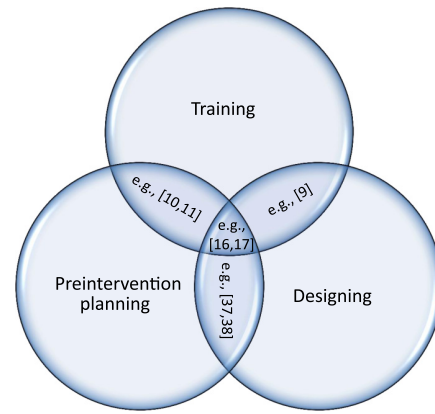 Training
e.g., [10,11]
e.g., [9]
e.g.,
[16,17]
Preintervention
planning
e.g., [37,38]
Designing